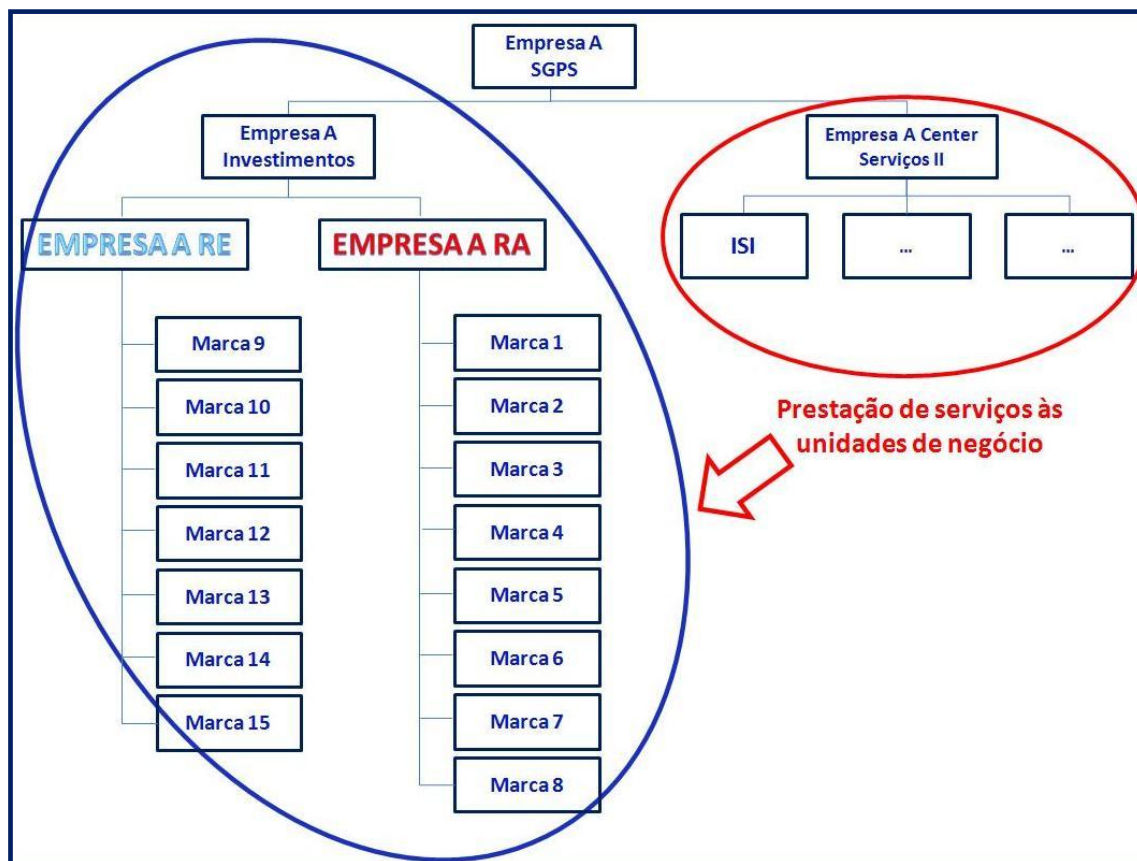 Empresa A
SGPS
Empresa A
Investimentos
Empresa A Center
Serviços II
EMPRESA A RE
EMPRESA A RA
ISI
...
...
Marca 9
Marca 10
Marca 11
Marca 12
Marca 13
Marca 14
Marca 15
Marca 1
Marca 2
Marca 3
Marca 4
Marca 5
Marca 6
Marca 7
Marca 8
Prestação de serviços às
unidades de negócio